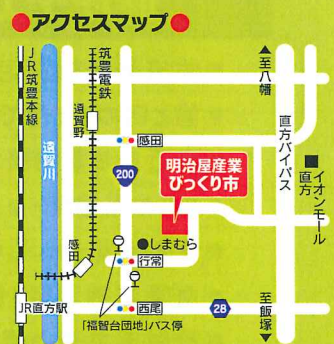 ●アクセスマップ●
JR筑豊本線
遠賀川
筑豊電鉄
遠賀野
感田
200
明治屋産業
びっくり市
▲至八幡
直方バイパス
■イオンモール
直方
●しまむら
感田
行常
JR直方駅
西尾
「福智台団地」バス停
28
至飯塚▼